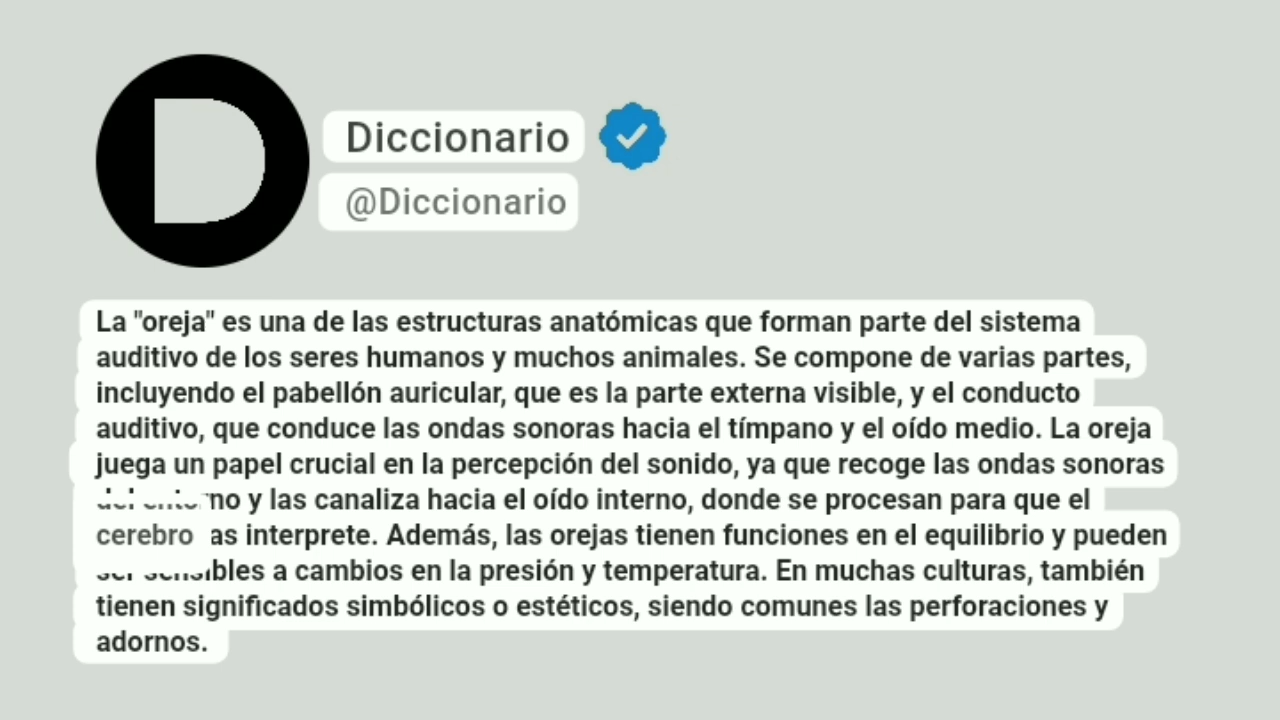 D
Diccionario
@Diccionario
La "oreja" es una de las estructuras anatómicas que forman parte del sistema
auditivo de los seres humanos y muchos animales. Se compone de varias partes,
incluyendo el pabellón auricular, que es la parte externa visible, y el conducto
auditivo, que conduce las ondas sonoras hacia el tímpano y el oído medio. La oreja
juega un papel crucial en la percepción del sonido, ya que recoge las ondas sonoras
del entorno y las canaliza hacia el oído interno, donde se procesan para que el
cerebro as interprete. Además, las orejas tienen funciones en el equilibrio y pueden
ser sensibles a cambios en la presión y temperatura. En muchas culturas, también
tienen significados simbólicos o estéticos, siendo comunes las perforaciones y
adornos.